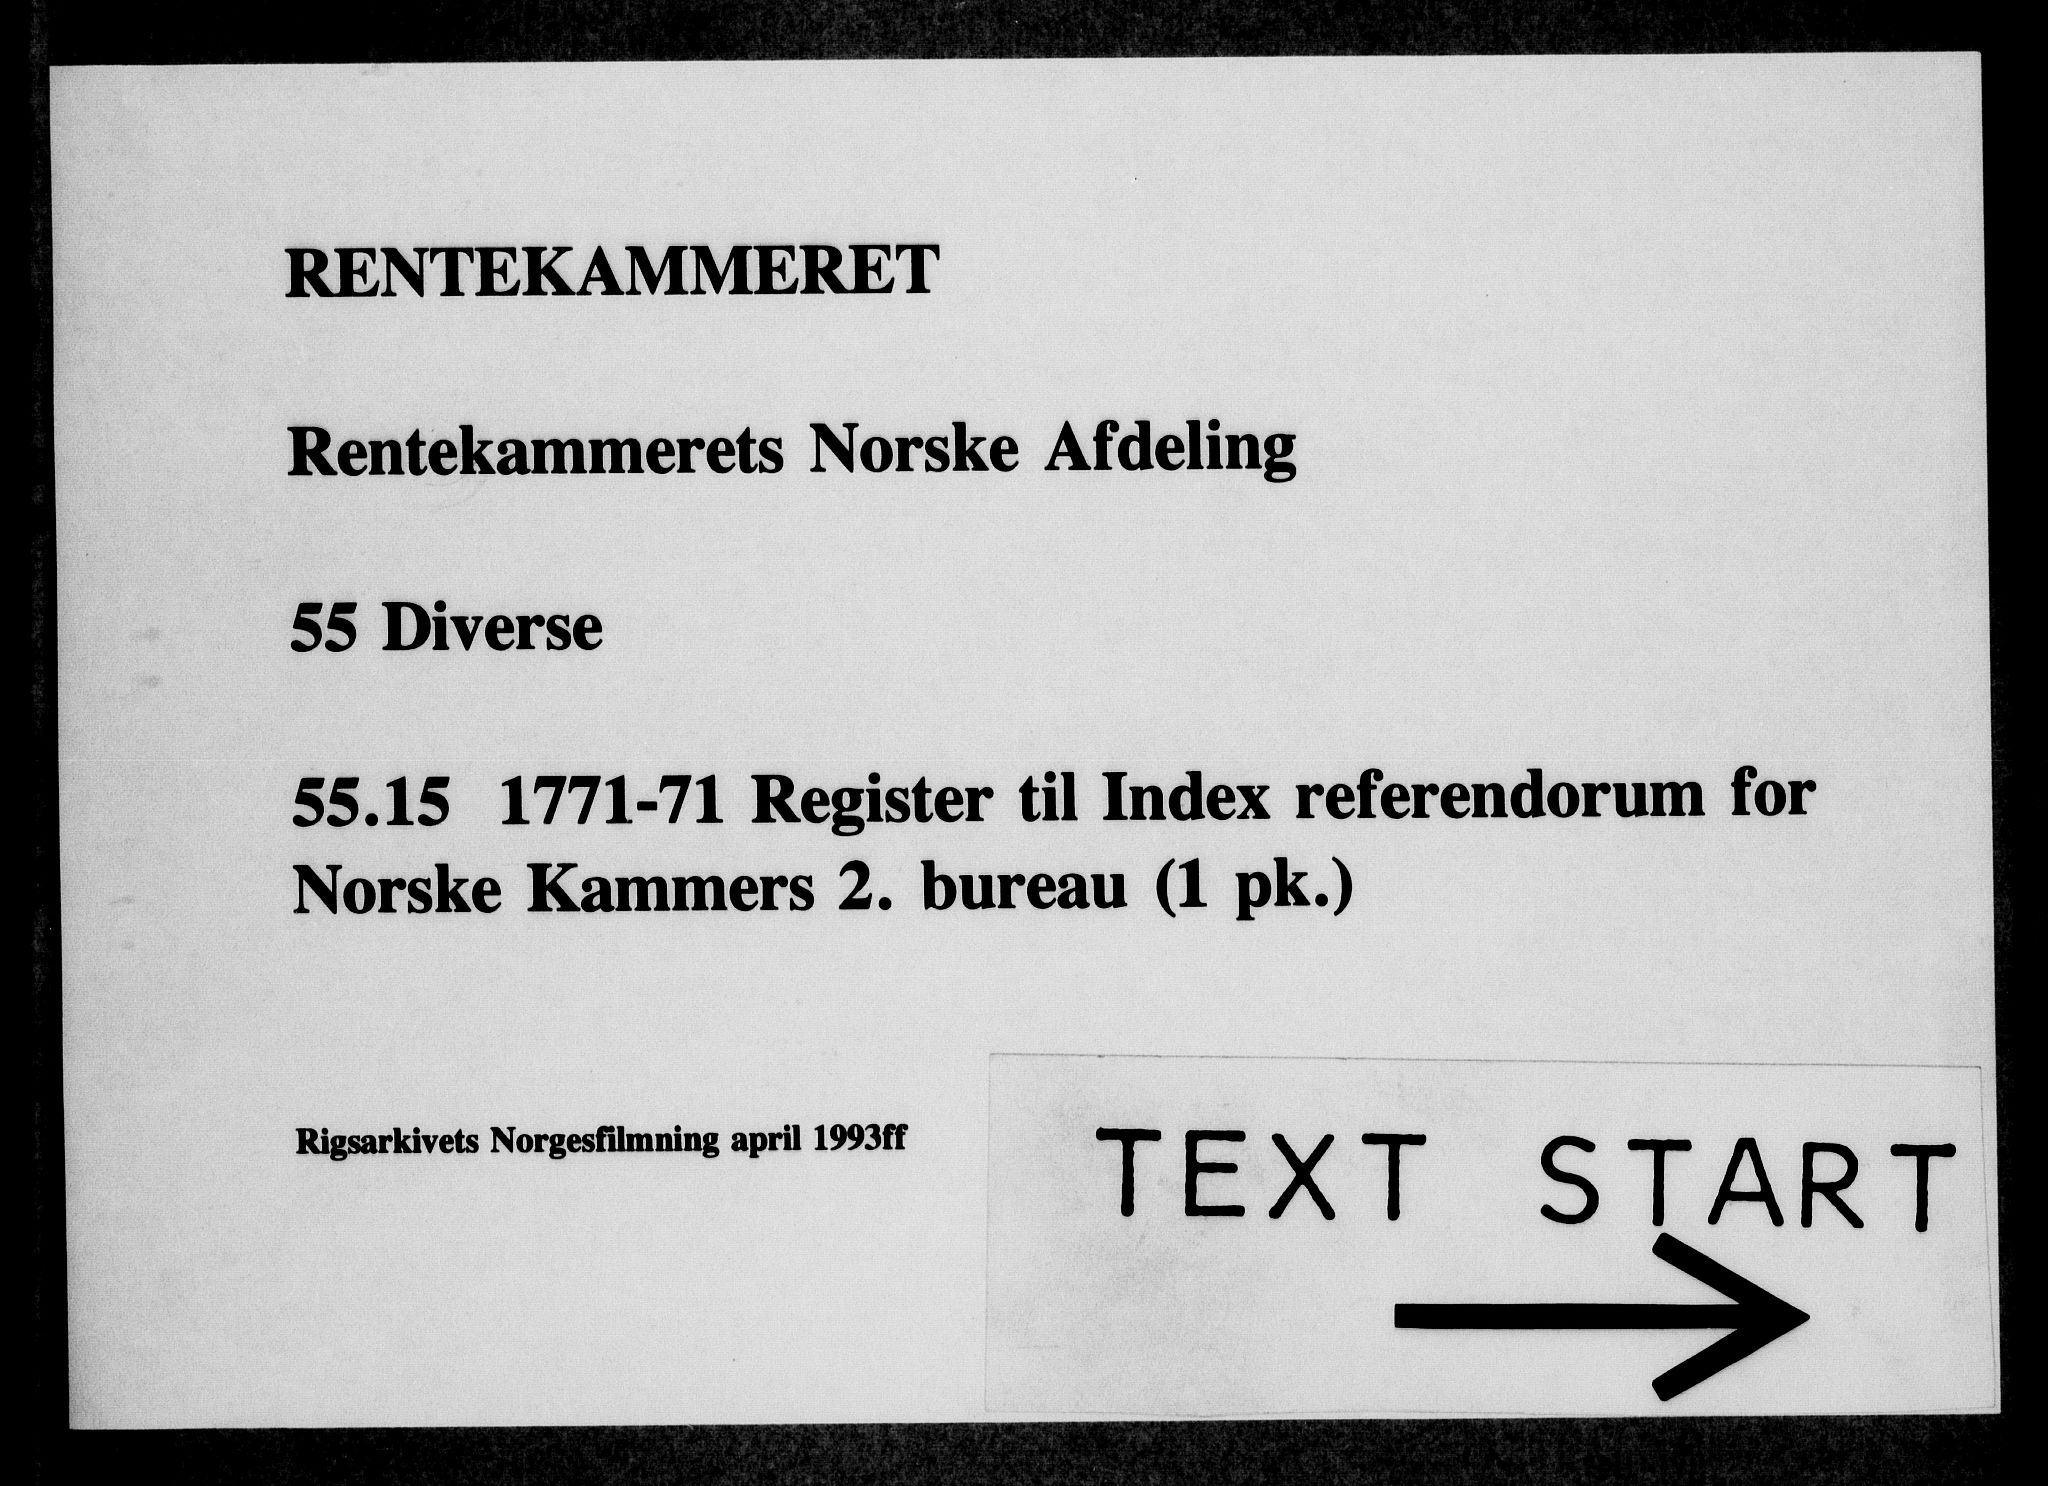 RENTEKAMMERET
Rentekammerets Norske Afdeling
55 Diverse
55.15 1771-71 Register til Index referendorum for
Norske Kammers 2. bureau (1 pk.)
Rigsarkivets Norgesfilmning april 1993ff
TEXT START